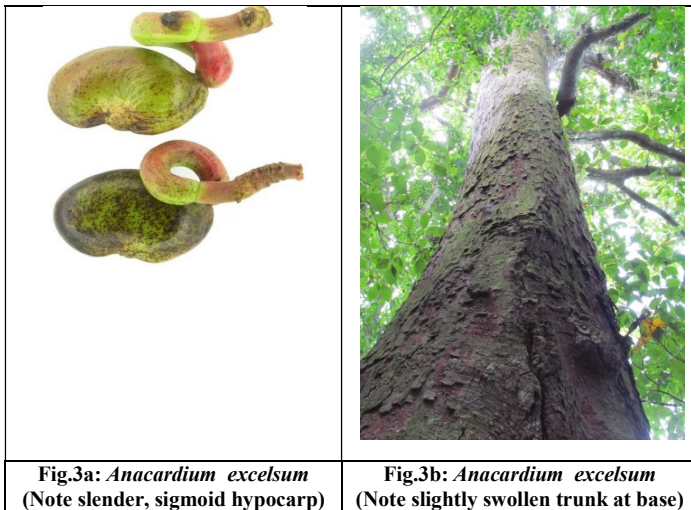 Fig.3a: Anacardium excelsum
(Note slender, sigmoid hypocarp)
Fig.3b: Anacardium excelsum
(Note slightly swollen trunk at base)